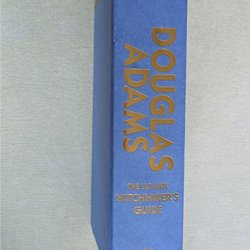 DOUGLAS
ADAMS
THE ULTIMATE
HITCHHIKER'S
GUIDE